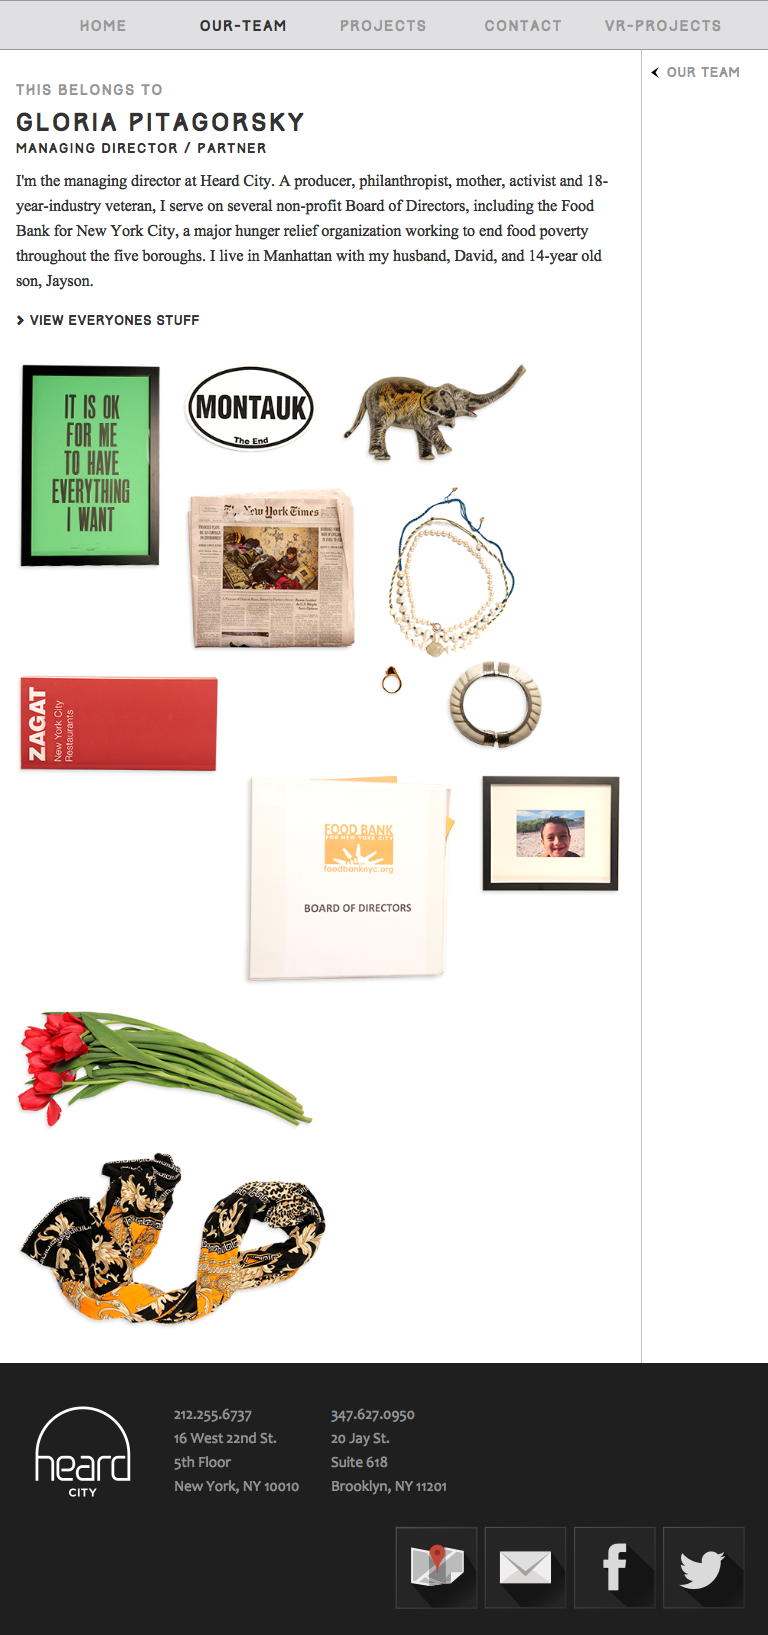 HOME OUR-TEAM PROJECTS CONTACT VR-PROJECTS
OUR TEAM
THIS BELONGS TO
GLORIA PITAGORSKY
MANAGING DIRECTOR / PARTNER
I'm the managing director at Heard City. A producer, philanthropist, mother, activist and 18-
year-industry veteran, I serve on several non-profit Board of Directors, including the Food
Bank for New York City, a major hunger relief organization working to end food poverty
throughout the five boroughs. I live in Manhattan with my husband, David, and 14-year old
son, Jayson.
VIEW EVERYONES STUFF
IT IS OK
FOR ME
TO HAVE
EVERYTHING
I WANT
MONTAUK
The End
The New York Times
ZAGAT
New York City
Restaurants
FOOD BANK
FOR NEW YORK CITY
foodbanknyc.org
BOARD OF DIRECTORS
heard
CITY
212.255.6737
16 West 22nd St.
5th Floor
New York, NY 10010
347.627.0950
20 Jay St.
Suite 618
Brooklyn, NY 11201